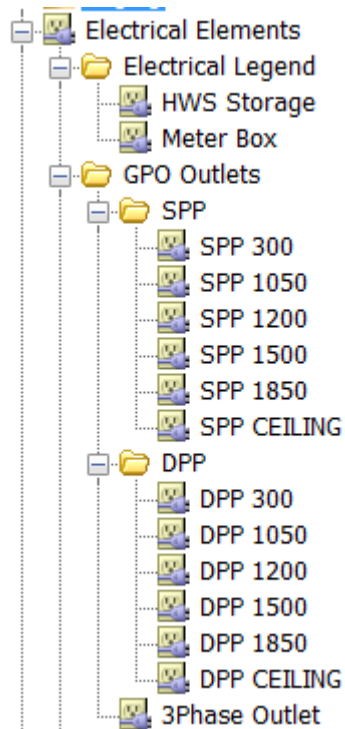 Electrical Elements
Electrical Legend
HWS Storage
Meter Box
GPO Outlets
SPP
SPP 300
SPP 1050
SPP 1200
SPP 1500
SPP 1850
SPP CEILING
DPP
DPP 300
DPP 1050
DPP 1200
DPP 1500
DPP 1850
DPP CEILING
3Phase Outlet